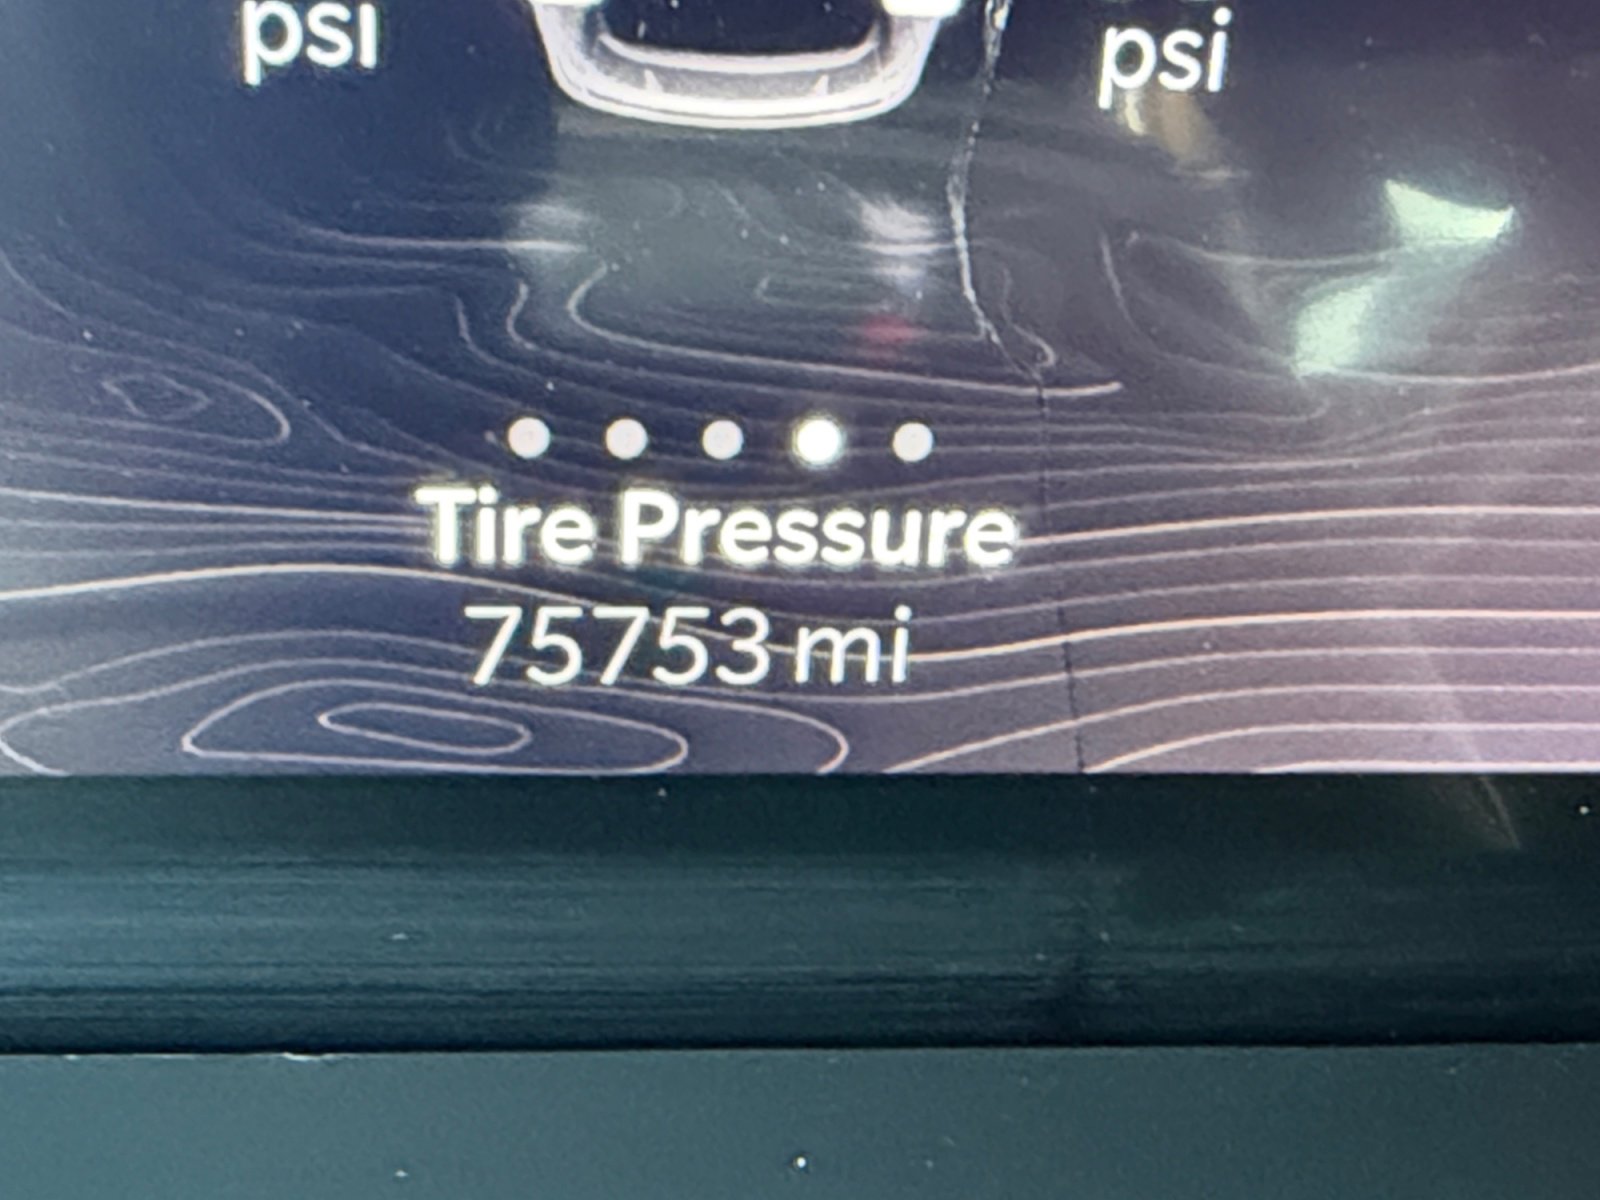 psi psi
Tire Pressure
75753 mi